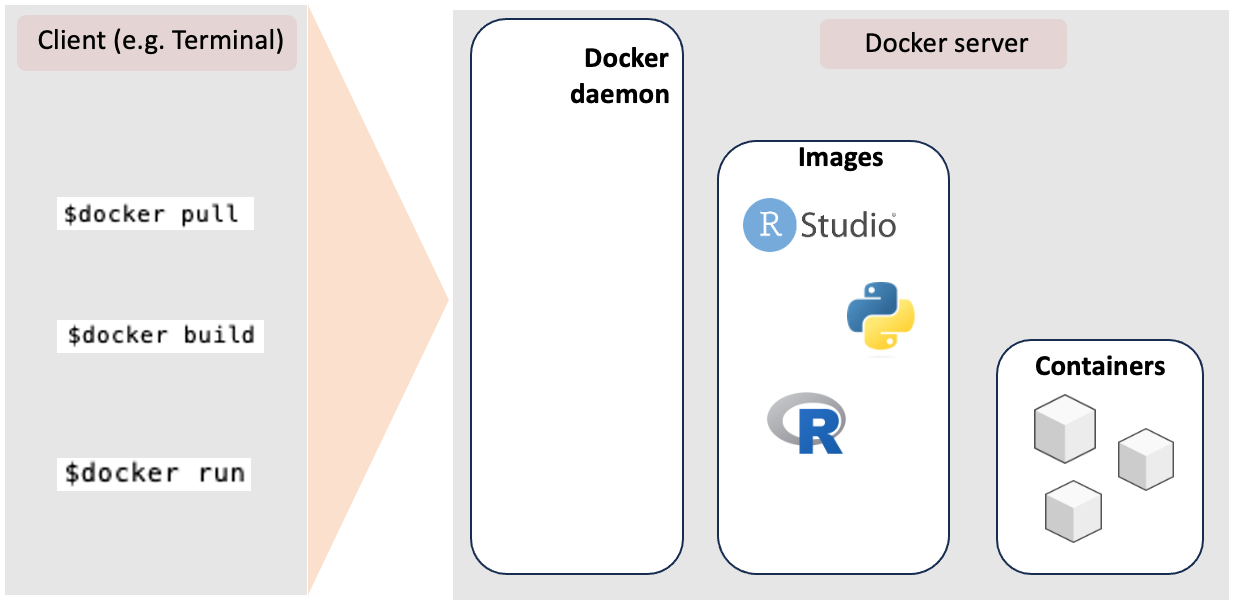 Client (e.g. Terminal)
$docker pull
$docker build
$docker run
Docker
daemon
Docker server
Images
R Studio®
R
Containers